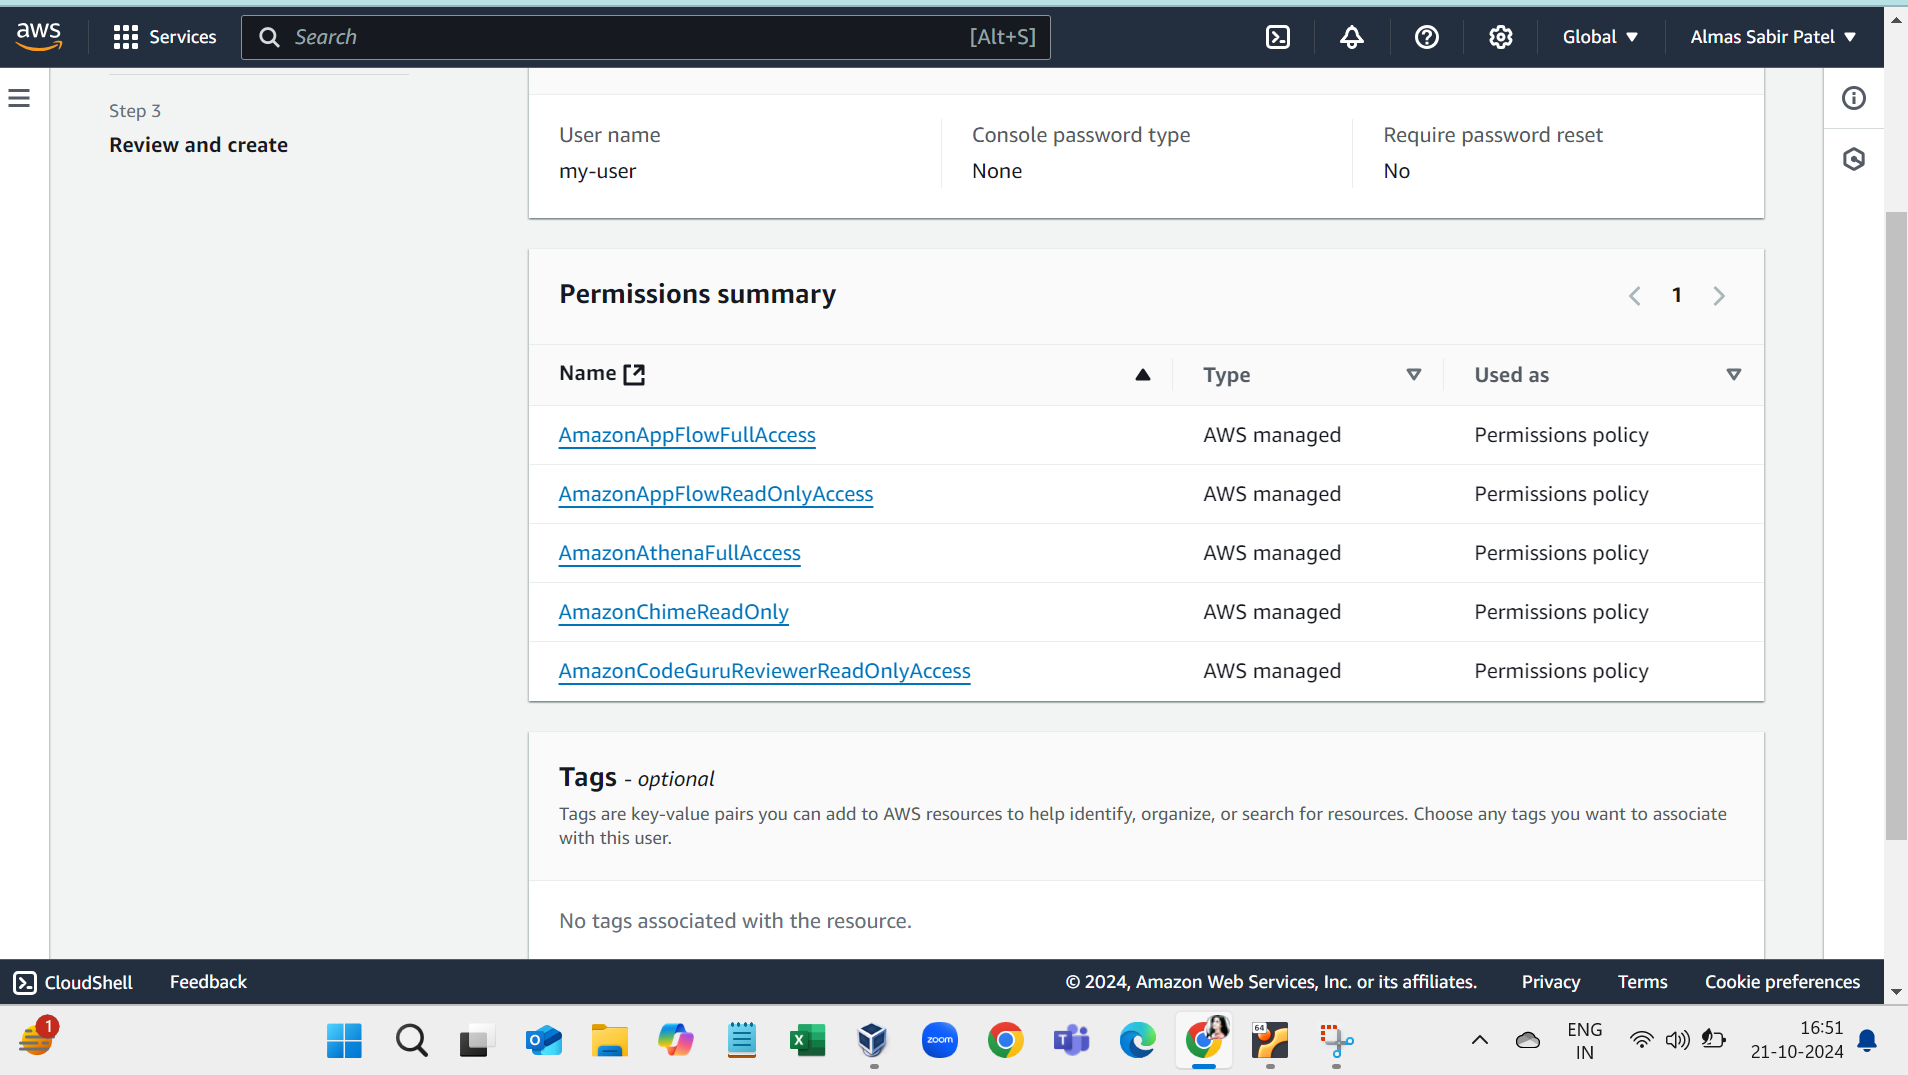 aws
Services
Search
[Alt+S]
Global
Almas Sabir Patel
Step 3
Review and create
User name
my-user
Console password type
None
Require password reset
No
Permissions summary
1
Name
Type
Used as
AmazonAppFlowFullAccess
AWS managed
Permissions policy
AmazonAppFlowReadOnlyAccess
AWS managed
Permissions policy
AmazonAthenaFullAccess
AWS managed
Permissions policy
AmazonChimeReadOnly
AWS managed
Permissions policy
AmazonCodeGuruReviewerReadOnlyAccess
AWS managed
Permissions policy
Tags - optional
Tags are key-value pairs you can add to AWS resources to help identify, organize, or search for resources. Choose any tags you want to associate
with this user.
No tags associated with the resource.
CloudShell
Feedback
© 2024, Amazon Web Services, Inc. or its affiliates.
Privacy
Terms
Cookie preferences
1
zoom
64
ENG
IN
16:51
21-10-2024